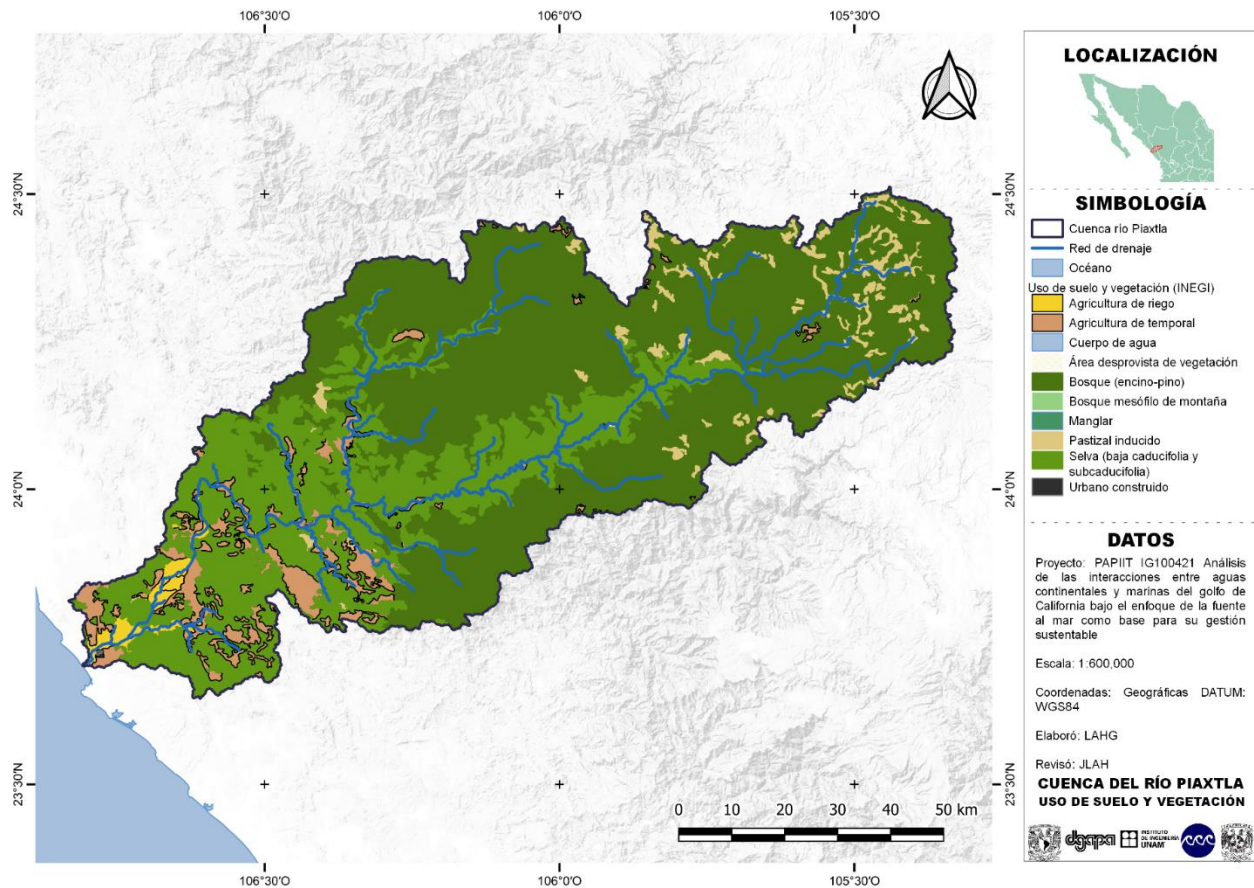 106°30'O
106°0'O
105°30'O
24°30'N
24°30'N
24°0'N
24°0'N
23°30'N
23°30'N
0 10 20 30 40 50 km
106°30'O
106°0'O
105°30'O
LOCALIZACIÓN
SIMBOLOGÍA
Cuenca río Piaxtla
Red de drenaje
Océano
Uso de suelo y vegetación (INEGI)
Agricultura de riego
Agricultura de temporal
Cuerpo de agua
Área desprovista de vegetación
Bosque (encino-pino)
Bosque mesófilo de montaña
Manglar
Pastizal inducido
Selva (baja caducifolia y
subcaducifolia)
Urbano construido
DATOS
Proyecto: PAPIIT IG100421 Análisis
de las interacciones entre aguas
continentales y marinas del golfo de
California bajo el enfoque de la fuente
al mar como base para su gestión
sustentable
Escala: 1:600,000
Coordenadas: Geográficas DATUM:
WGS84
Elaboró: LAHG
Revisó: JLAH
CUENCA DEL RÍO PIAXTLA
USO DE SUELO Y VEGETACIÓN
dgapa
INSTITUTO
DE INGENIERÍA
UNAM